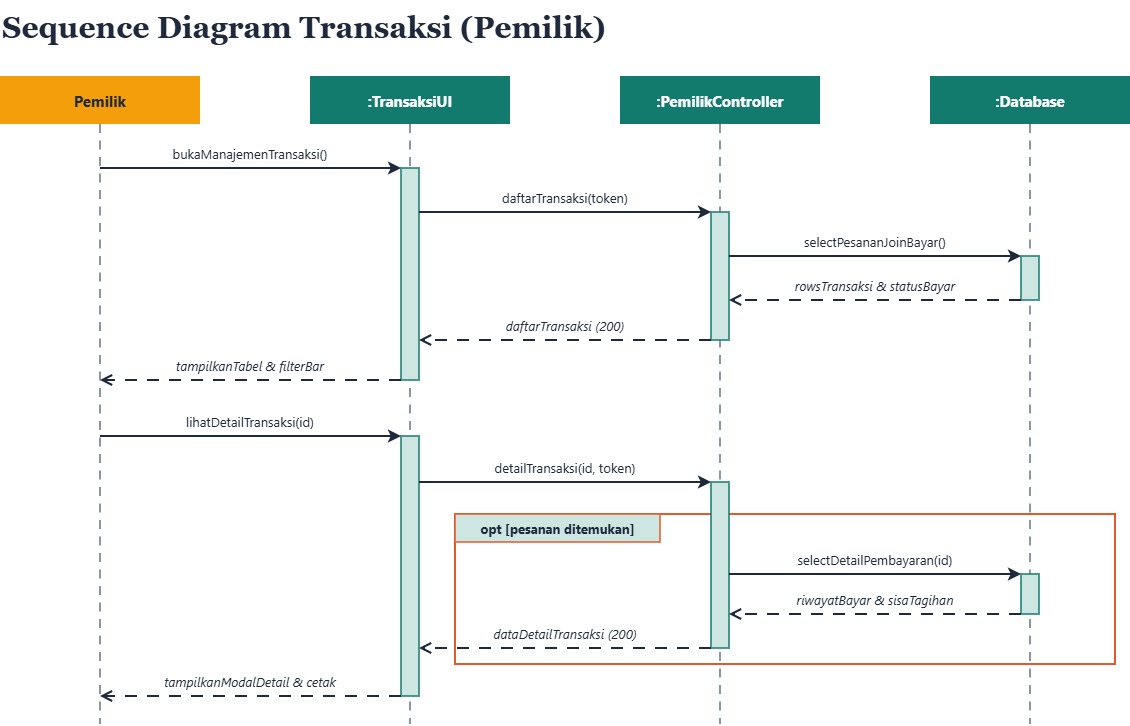 Sequence Diagram Transaksi (Pemilik)
Pemilik
:TransaksiUI
:PemilikController
:Database
bukaManajemenTransaksi()
daftarTransaksi(token)
selectPesananJoinBayar()
rowsTransaksi & statusBayar
daftarTransaksi (200)
tampilkanTabel & filterBar
lihatDetailTransaksi(id)
detailTransaksi(id, token)
opt [pesanan ditemukan]
selectDetailPembayaran(id)
riwayatBayar & sisaTagihan
dataDetailTransaksi (200)
tampilkanModalDetail & cetak